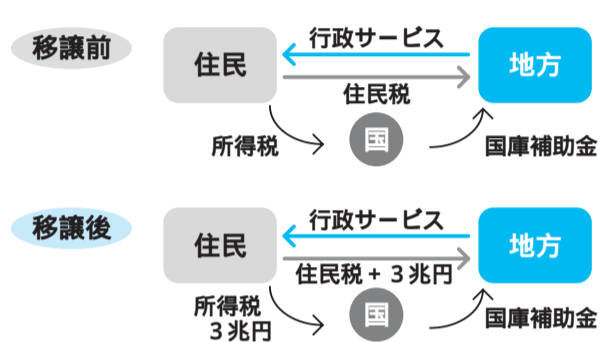 移譲前
住民
行政サービス
地方
住民税
所得税
国
国庫補助金
移譲後
住民
行政サービス
地方
住民税 + 3兆円
所得税
3兆円
国
国庫補助金